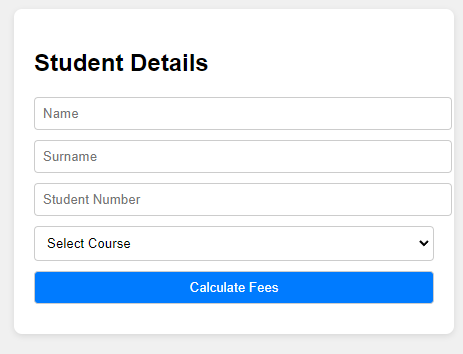 Student Details
Name
Surname
Student Number
Select Course
Calculate Fees